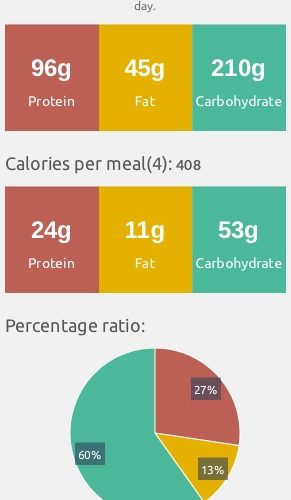 day.
96g 45g 210g
Protein Fat Carbohydrate
Calories per meal(4): 408
24g 11g 53g
Protein Fat Carbohydrate
Percentage ratio:
27%
60%
13%